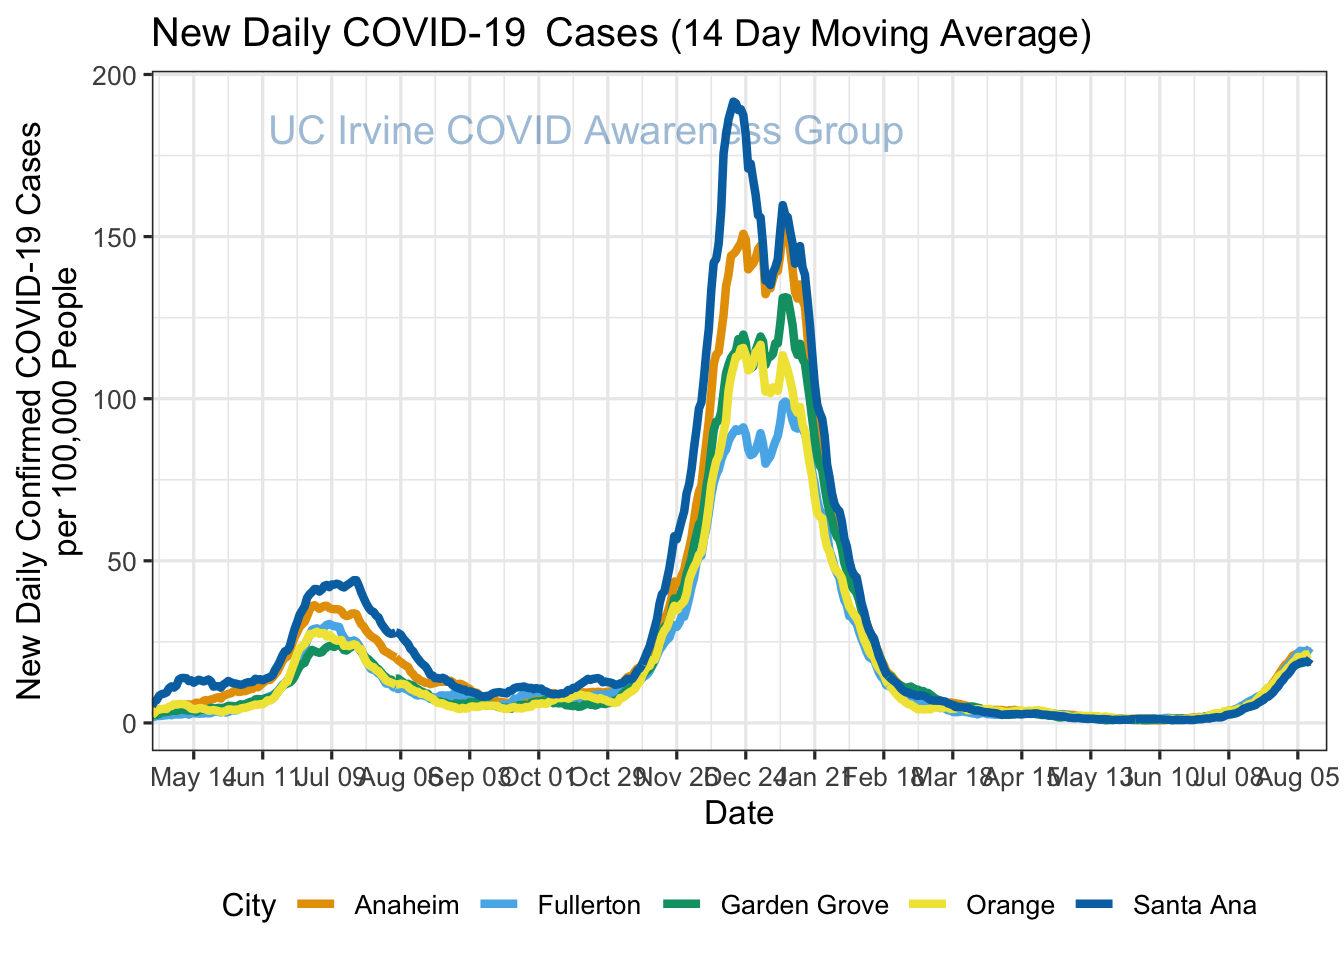 New Daily COVID-19 Cases (14 Day Moving Average)
UC Irvine COVID Awareness Group
New Daily Confirmed COVID-19 Cases
per 100,000 People
200
150
100
50
0
May 14 Jun 11 Jul 09 Aug 06 Sep 03 Oct 01 Oct 29 Nov 26 Dec 24 Jan 21 Feb 18 Mar 18 Apr 15 May 13 Jun 10 Jul 08 Aug 05
Date
City Anaheim Fullerton Garden Grove Orange Santa Ana